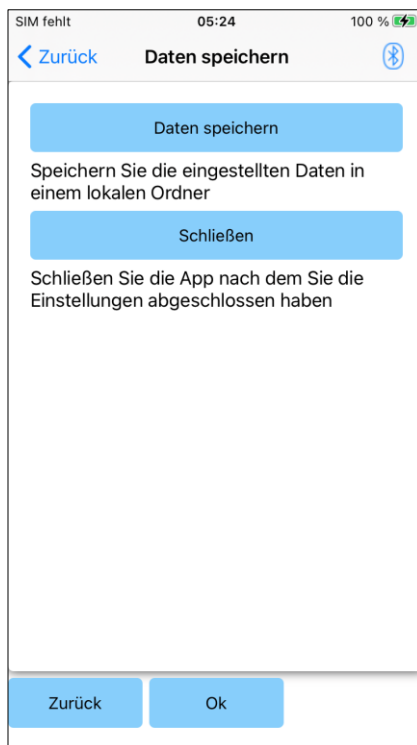 SIM fehlt 05:24 100 %
Zurück Daten speichern
Daten speichern
Speichern Sie die eingestellten Daten in
einem lokalen Ordner
Schließen
Schließen Sie die App nach dem Sie die
Einstellungen abgeschlossen haben
Zurück Ok